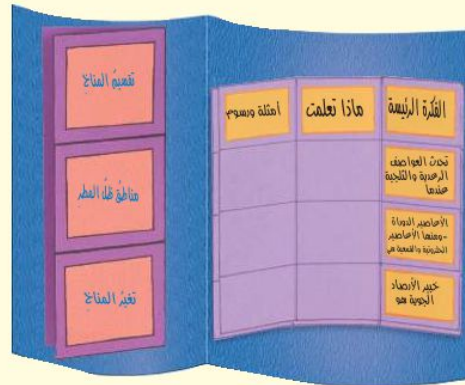 الفكرة الرئيسة
ماذا تعلمت
أمثلة ورسوم
تحدث العواصف
الرعدية والثلجية
عندما
الأعاصير الدوارة
-ومنها الأعاصير
الحلزونية والقمعية هي
خبير الأرصاد
الجوية هو
تقسيم المناخ
مناطق ظل المطر
تغير المناخ